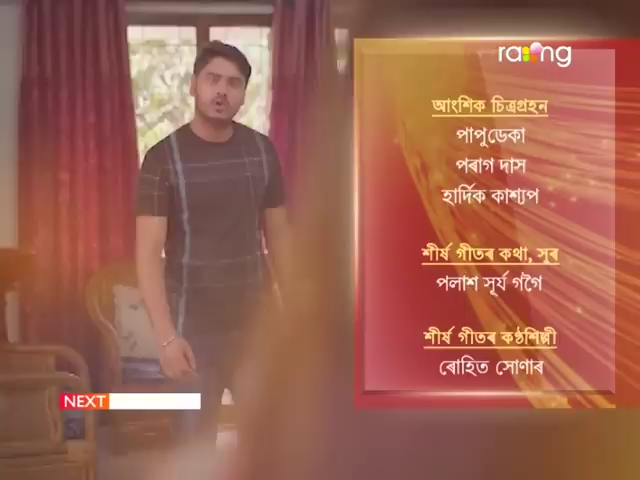 rang
আংশিক চিত্ৰগ্ৰহন
পাপু ডেকা
পৰাগ দাস
হাৰ্দিক কাশ্যপ
শীৰ্ষ গীতৰ কথা, সুৰ
পলাশ সূৰ্য গগৈ
শীৰ্ষ গীতৰ কণ্ঠশিল্পী
ৰোহিত সোণাৰ
NEXT